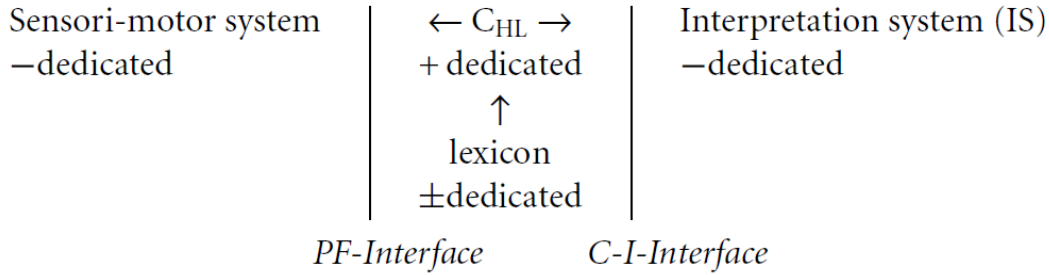 Sensori-motor system ← C_HL → Interpretation system (IS)
−dedicated + dedicated −dedicated
↑
lexicon
±dedicated
PF-Interface C-I-Interface